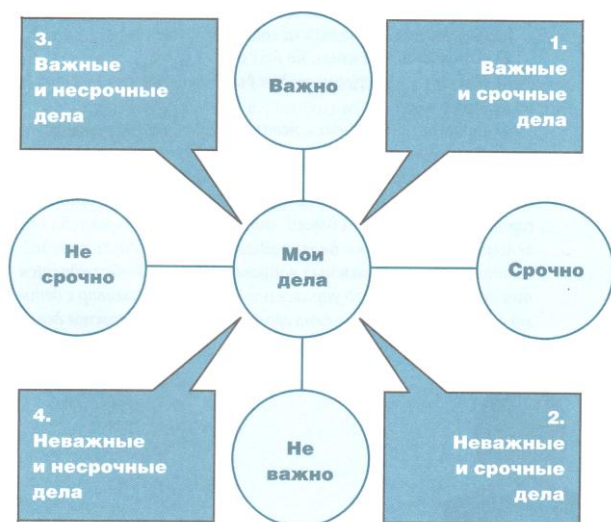 3.
Важные
и несрочные
дела
Важно
1.
Важные
и срочные
дела
Не
срочно
Мои
дела
Срочно
4.
Неважные
и несрочные
дела
Не
важно
2.
Неважные
и срочные
дела